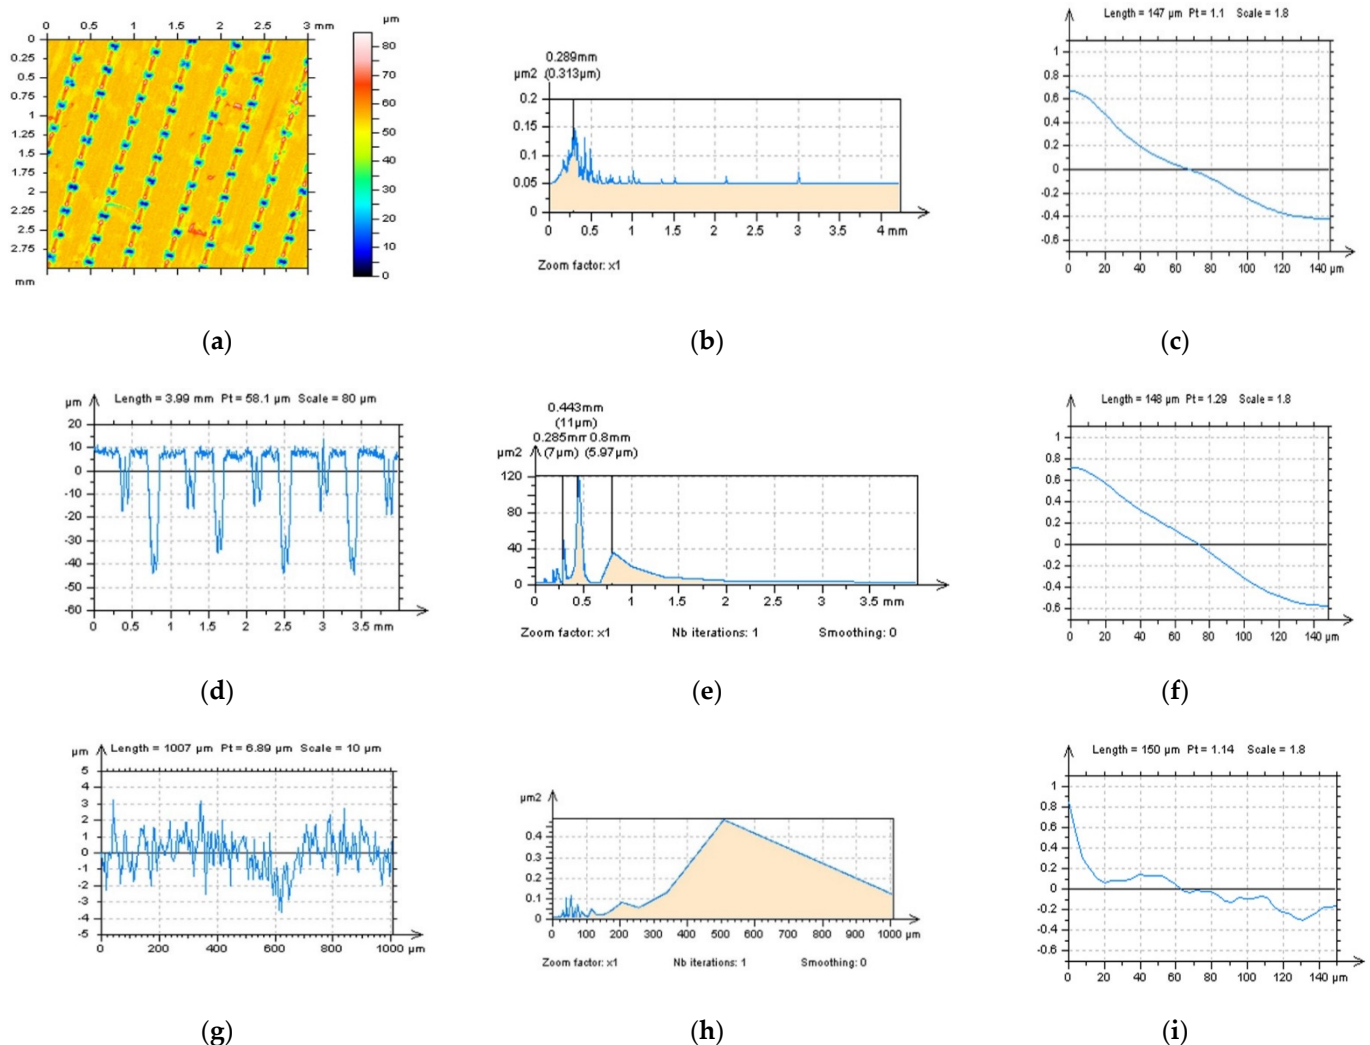 0 0.5 1 1.5 2 2.5 3 mm
µm
0
0.25
0.5
0.75
1
1.25
1.5
1.75
2
2.25
2.5
2.75
mm
80
70
60
50
40
30
20
10
0
(a)
0.289mm
µm2 (0.313µm)
0.2
0.15
0.1
0.05
0
0 0.5 1 1.5 2 2.5 3 4 mm
Zoom factor: x1
(b)
Length = 147 µm Pt = 1.1 Scale = 1.8
1
0.8
0.6
0.4
0.2
0
-0.2
-0.4
-0.6
0 20 40 60 80 100 120 140 µm
(c)
µm Length = 3.99 mm Pt = 58.1 µm Scale = 80 µm
20
10
0
-10
-20
-30
-40
-50
-60
0 0.5 1 1.5 2 2.5 3 3.5 mm
(d)
0.443mm
(11µm)
0.285mm 0.8mm
µm2 (7µm) (5.97µm)
120
80
40
0
0 0.5 1 1.5 2 2.5 3 3.5 mm
Zoom factor: x1 Nb iterations: 1 Smoothing: 0
(e)
Length = 148 µm Pt = 1.29 Scale = 1.8
1
0.8
0.6
0.4
0.2
0
-0.2
-0.4
-0.6
0 20 40 60 80 100 120 140 µm
(f)
µm Length = 1007 µm Pt = 6.89 µm Scale = 10 µm
5
4
3
2
1
0
-1
-2
-3
-4
-5
0 200 400 600 800 1000 µm
(g)
µm2
0.4
0.3
0.2
0.1
0
0 100 200 300 400 500 600 700 800 900 1000 µm
Zoom factor: x1 Nb iterations: 1 Smoothing: 0
(h)
Length = 150 µm Pt = 1.14 Scale = 1.8
1
0.8
0.6
0.4
0.2
0
-0.2
-0.4
-0.6
0 20 40 60 80 100 120 140 µm
(i)